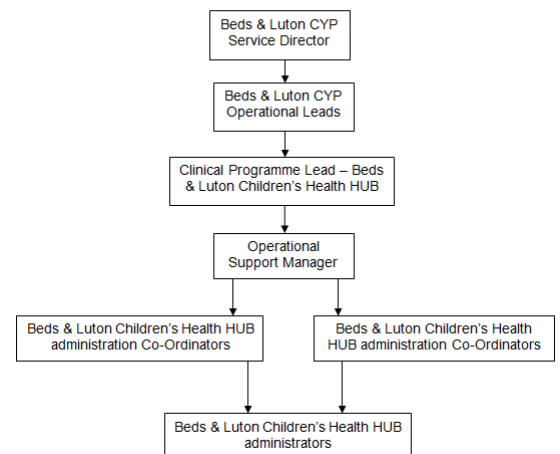 Beds & Luton CYP
Service Director
Beds & Luton CYP
Operational Leads
Clinical Programme Lead – Beds
& Luton Children's Health HUB
Operational
Support Manager
Beds & Luton Children's Health HUB
administration Co-Ordinators
Beds & Luton Children's Health
HUB administration Co-Ordinators
Beds & Luton Children's Health HUB
administrators